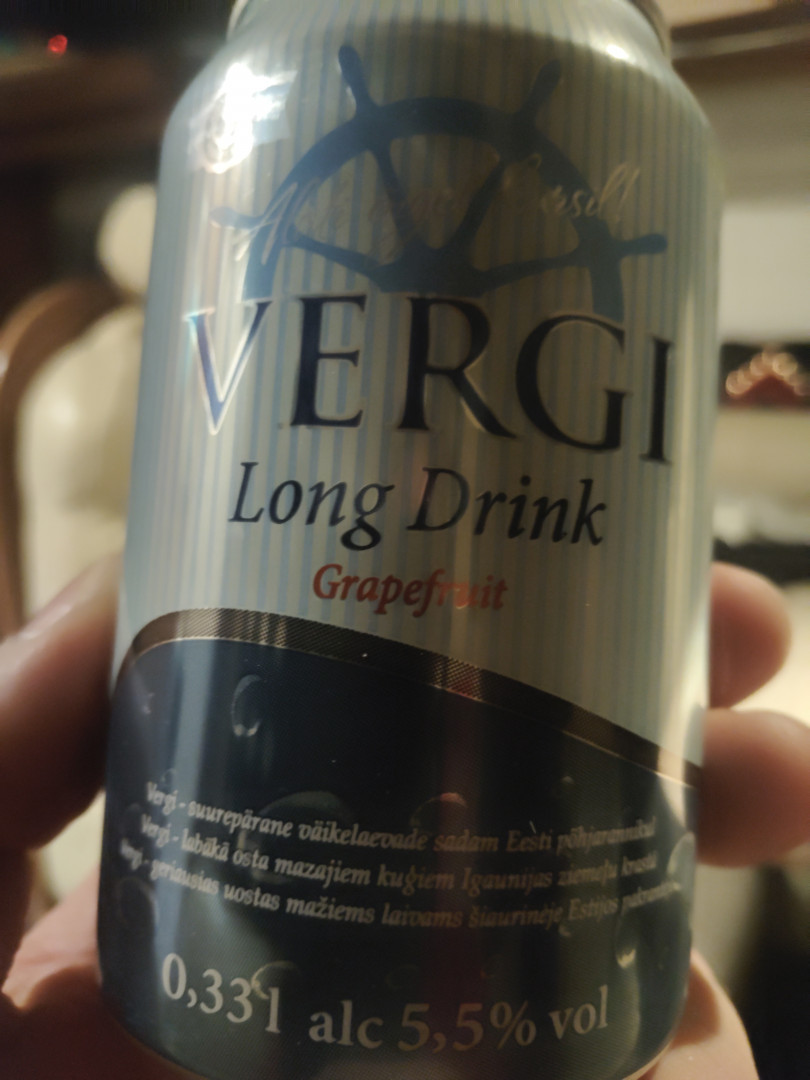 VERGI
Long Drink
Grapefruit
Vergi - suurepärane väikelaevade sadam Eesti põhjarannikul
Vergi - labākā osta mazajiem kuģiem Igaunijas ziemeļu krastā
Vergi - geriausias uostas mažiems laivams šiaurinėje Estijos
0,33 l alc 5,5% vol